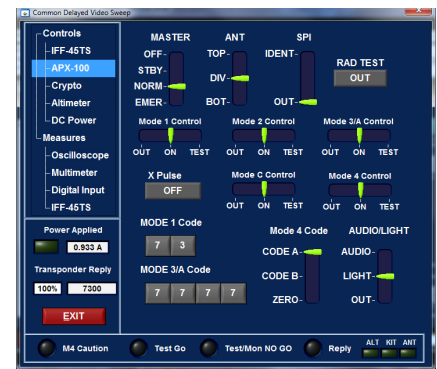 Common Delayed Video Sweep
Controls
IFF-45TS
APX-100
Crypto
Altimeter
DC Power
Measures
Oscilloscope
Multimeter
Digital Input
IFF-45TS
Power Applied
0.933 A
Transponder Reply
100% 7300
EXIT
MASTER
OFF-
STBY-
NORM-
EMER-
ANT
TOP-
DIV-
BOT-
SPI
IDENT-
OUT-
RAD TEST
OUT
Mode 1 Control
OUT ON TEST
Mode 2 Control
OUT ON TEST
Mode 3/A Control
OUT ON TEST
X Pulse
OFF
Mode C Control
OUT ON TEST
Mode 4 Control
OUT ON TEST
MODE 1 Code
7 3
MODE 3/A Code
7 7 7 7
Mode 4 Code
CODE A-
CODE B-
ZERO-
AUDIO/LIGHT
AUDIO-
LIGHT-
OUT-
M4 Caution
Test Go
Test/Mon NO GO
Reply
ALT KIT ANT